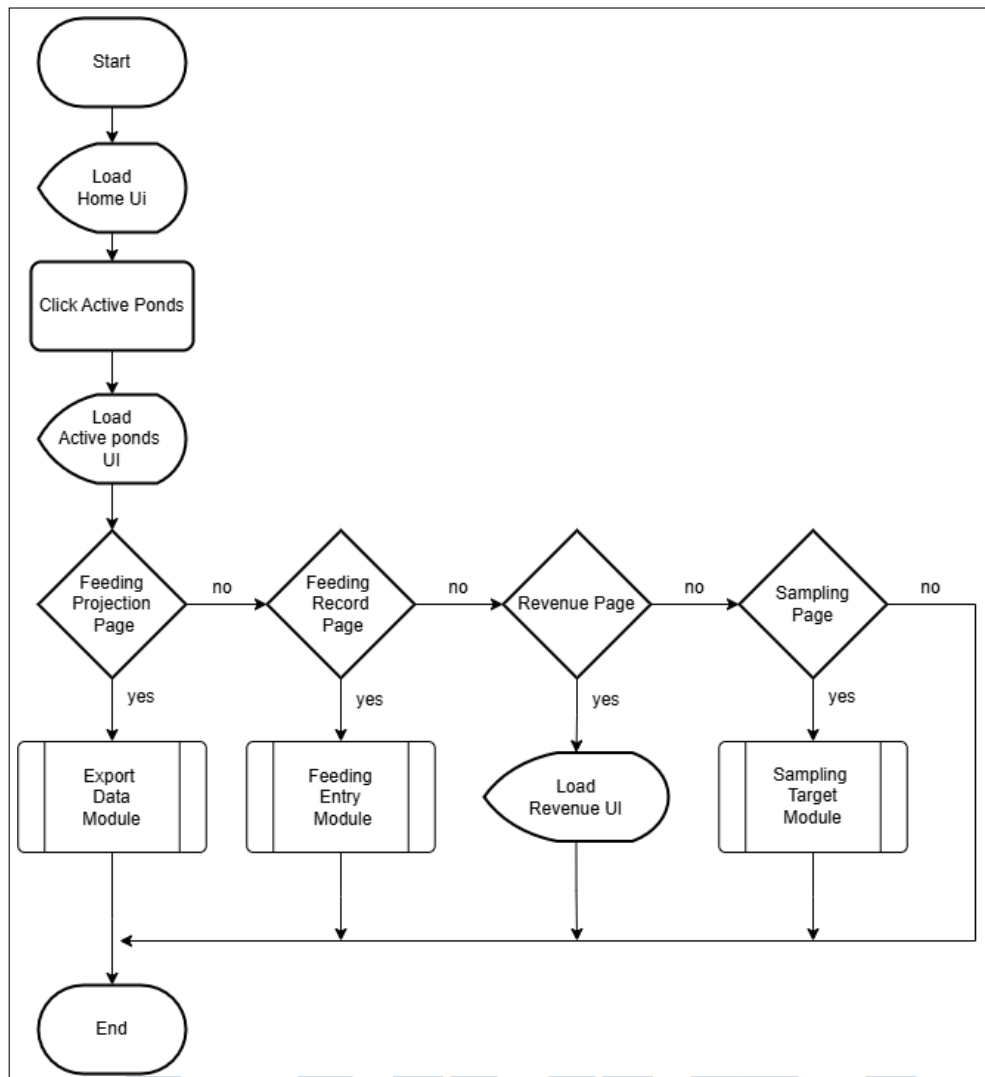 Start
Load
Home Ui
Click Active Ponds
Load
Active ponds
UI
Feeding
Projection
Page
no
Feeding
Record
Page
no
Revenue Page
no
Sampling
Page
no
yes
yes
yes
yes
Export
Data
Module
Feeding
Entry
Module
Load
Revenue UI
Sampling
Target
Module
End